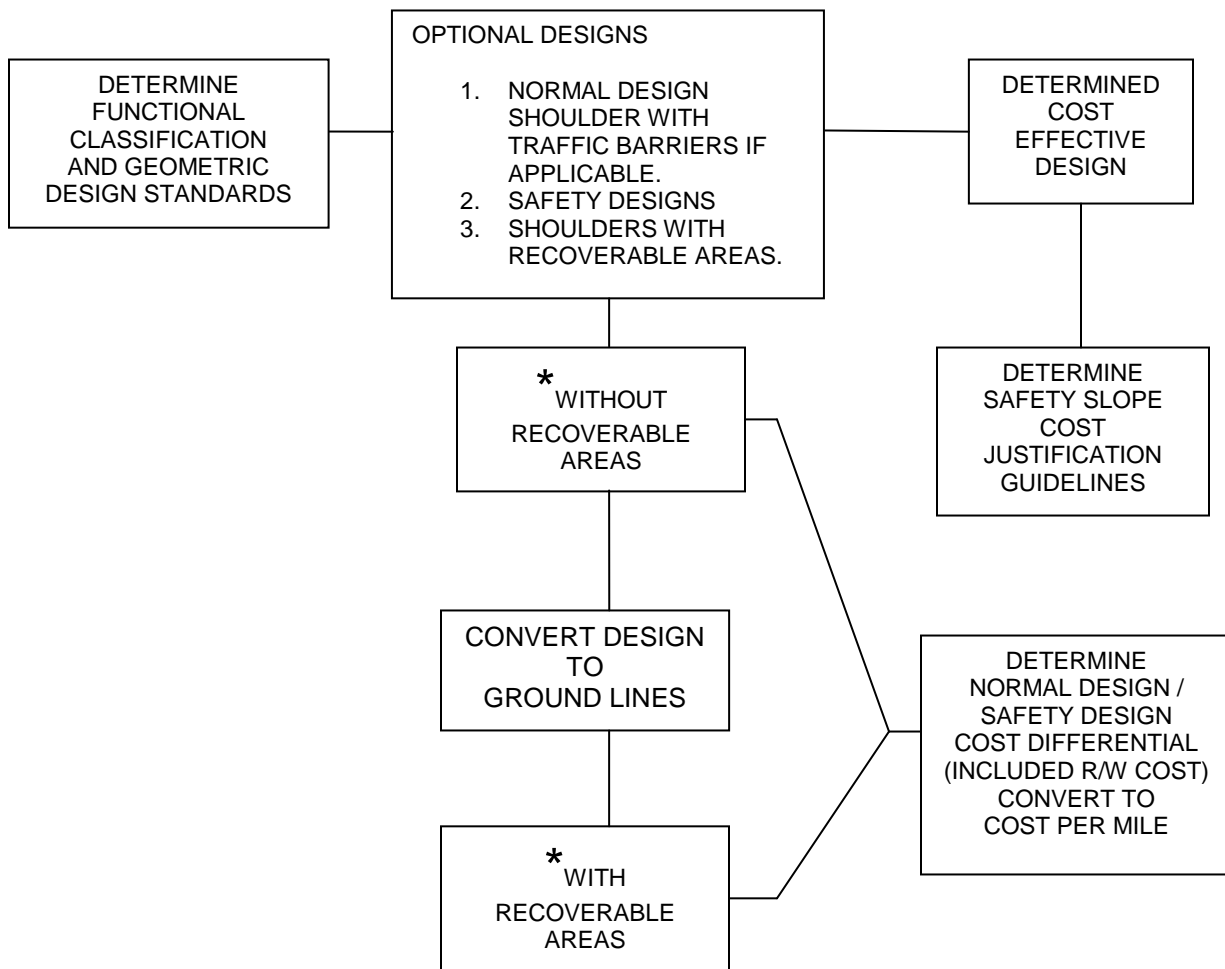 DETERMINE
FUNCTIONAL
CLASSIFICATION
AND GEOMETRIC
DESIGN STANDARDS
OPTIONAL DESIGNS
1. NORMAL DESIGN
SHOULDER WITH
TRAFFIC BARRIERS IF
APPLICABLE.
2. SAFETY DESIGNS
3. SHOULDERS WITH
RECOVERABLE AREAS.
DETERMINED
COST
EFFECTIVE
DESIGN
*WITHOUT
RECOVERABLE
AREAS
DETERMINE
SAFETY SLOPE
COST
JUSTIFICATION
GUIDELINES
CONVERT DESIGN
TO
GROUND LINES
DETERMINE
NORMAL DESIGN /
SAFETY DESIGN
COST DIFFERENTIAL
(INCLUDED R/W COST)
CONVERT TO
COST PER MILE
*WITH
RECOVERABLE
AREAS